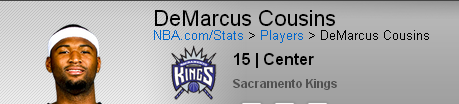 DeMarcus Cousins
NBA.com/Stats > Players > DeMarcus Cousins
KINGS
15 | Center
Sacramento Kings